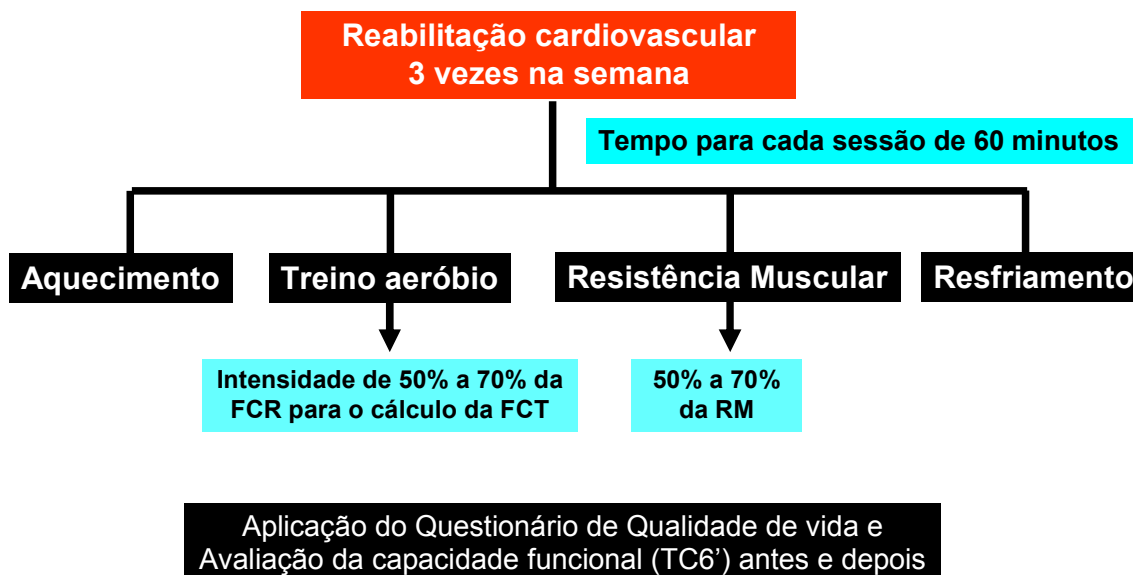 Reabilitação cardiovascular
3 vezes na semana
Tempo para cada sessão de 60 minutos
Aquecimento
Treino aeróbio
Resistência Muscular
Resfriamento
Intensidade de 50% a 70% da
FCR para o cálculo da FCT
50% a 70%
da RM
Aplicação do Questionário de Qualidade de vida e
Avaliação da capacidade funcional (TC6’) antes e depois